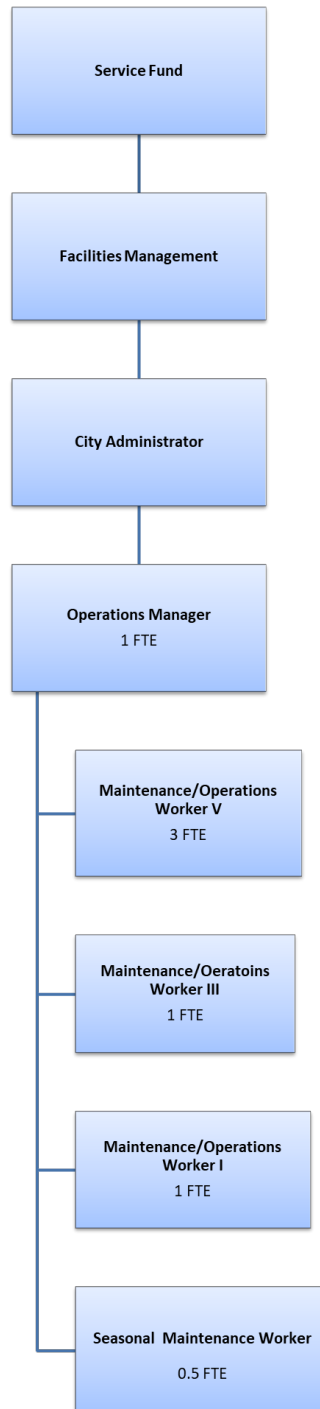 Service Fund
Facilities Management
City Administrator
Operations Manager
1 FTE
Maintenance/Operations
Worker V
3 FTE
Maintenance/Oeratoins
Worker III
1 FTE
Maintenance/Operations
Worker I
1 FTE
Seasonal Maintenance Worker
0.5 FTE